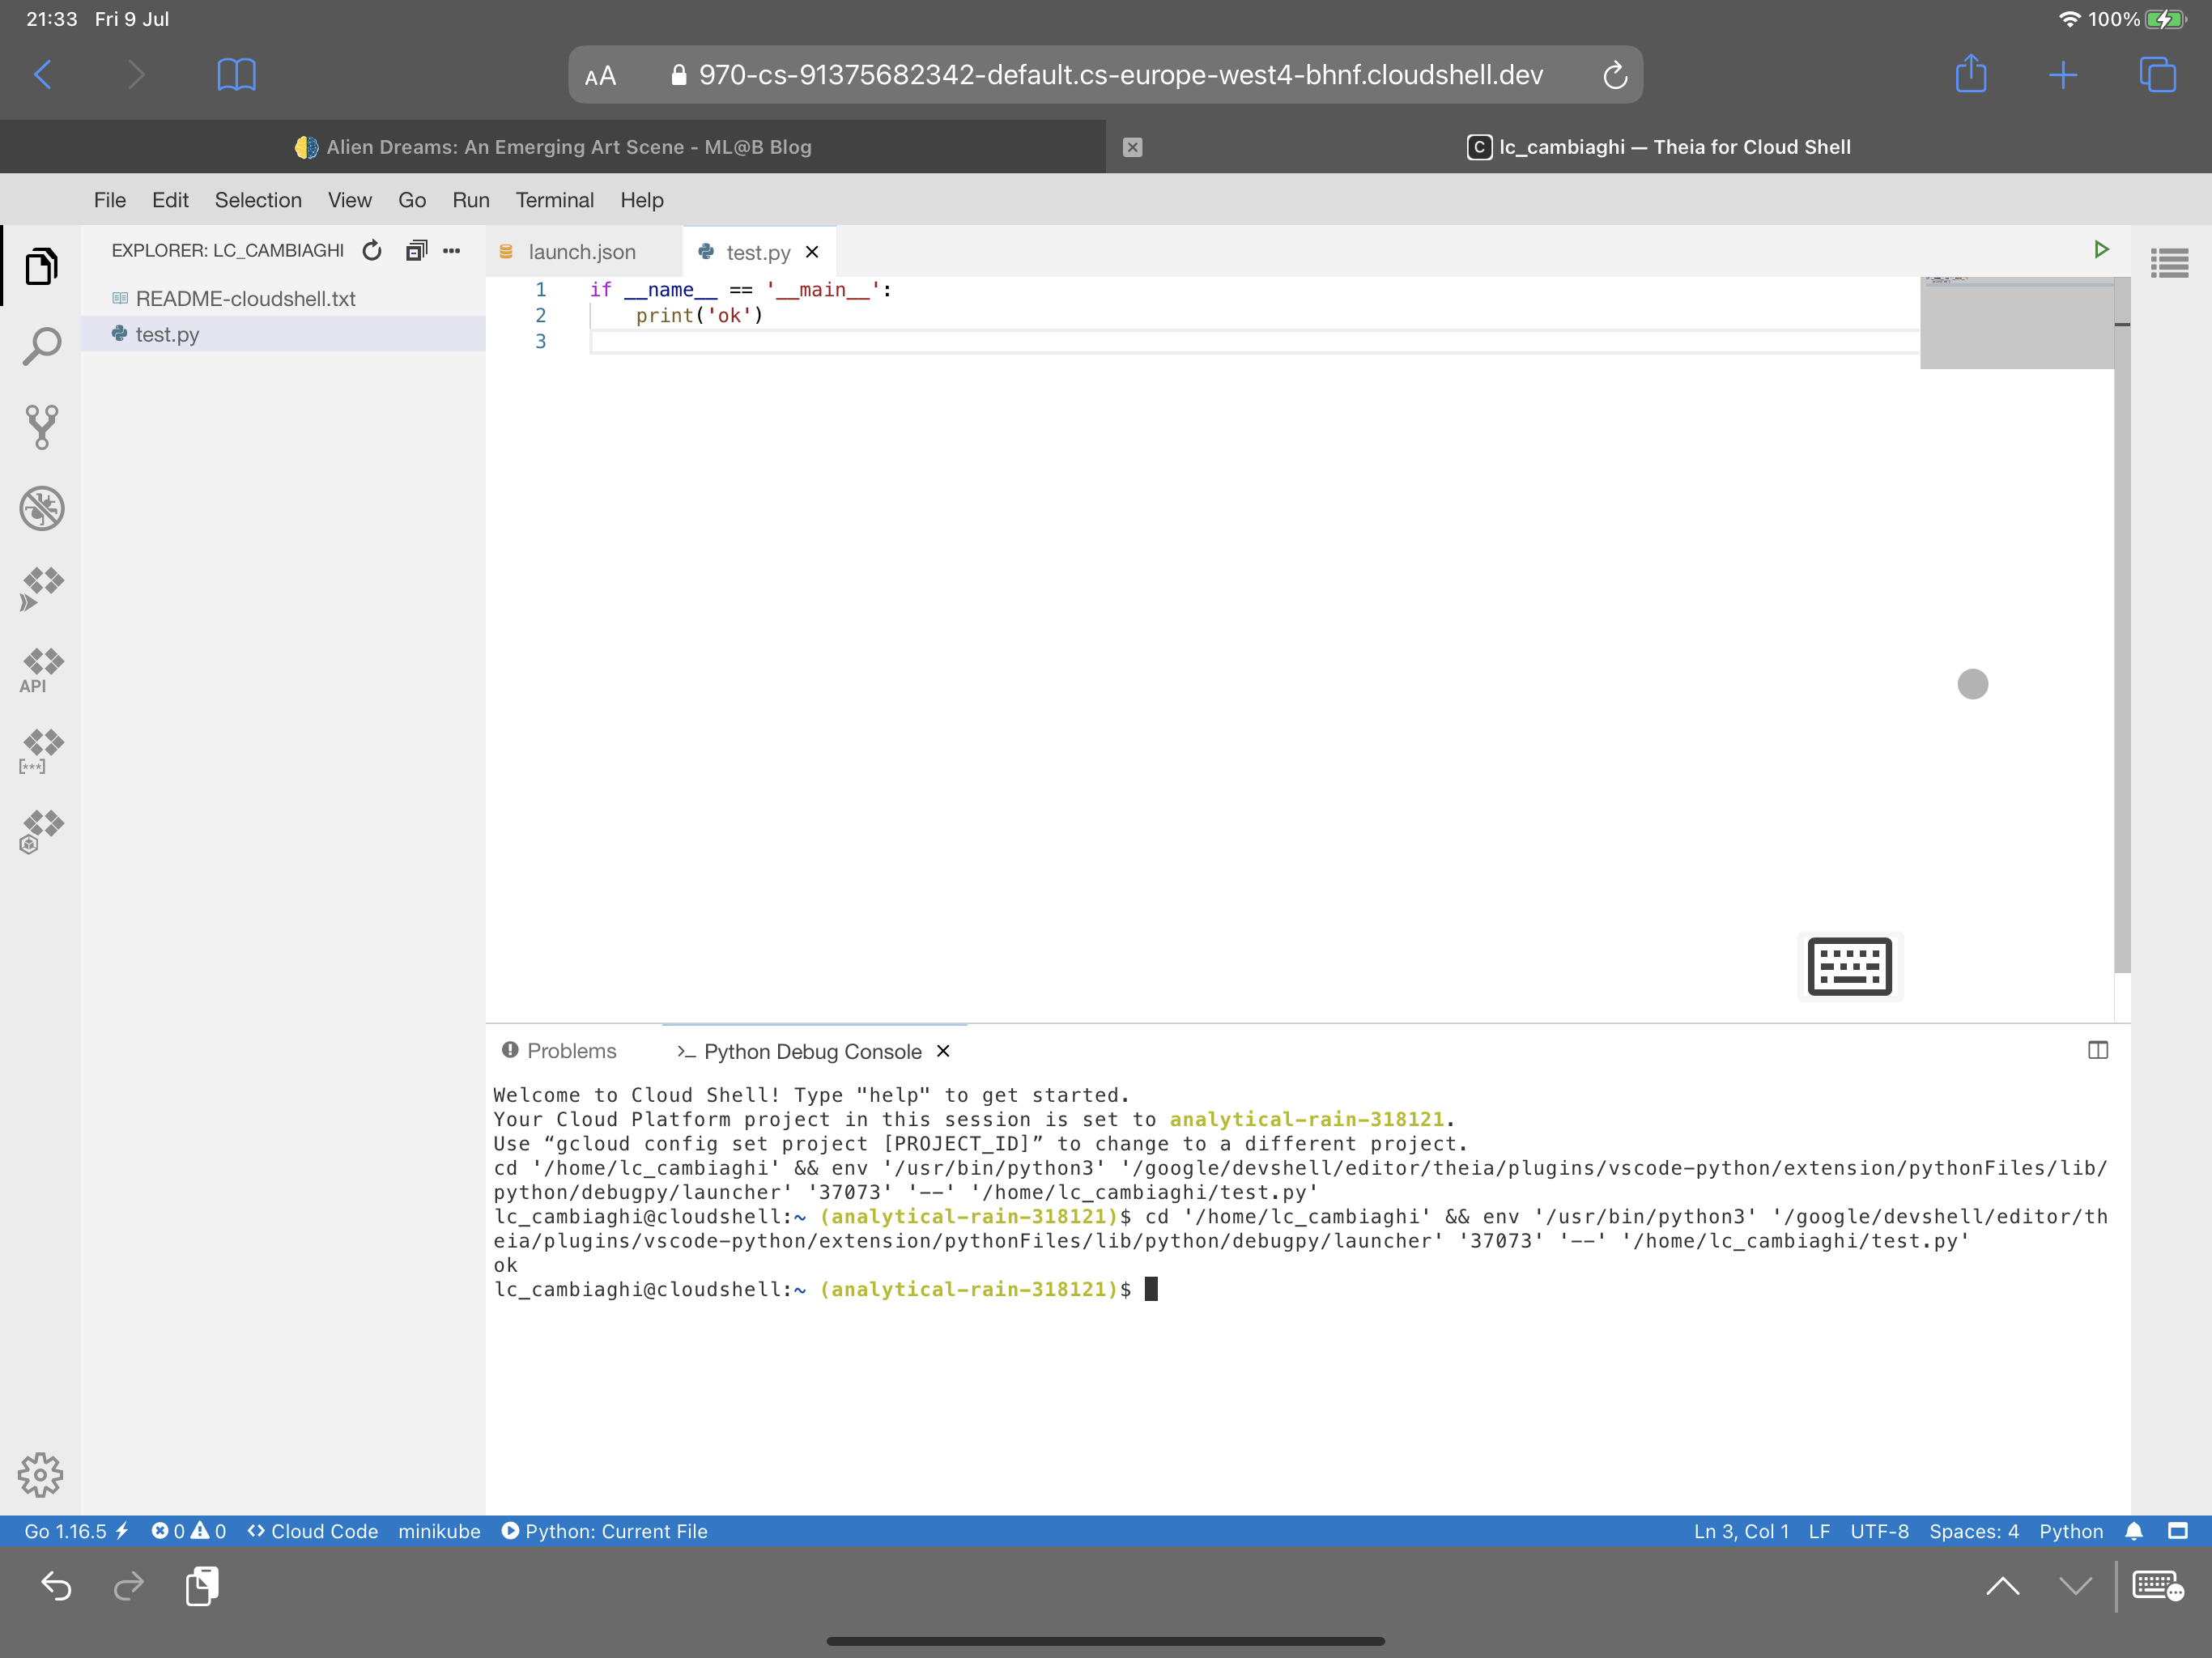 21:33 Fri 9 Jul
100%
AA 970-cs-91375682342-default.cs-europe-west4-bhnf.cloudshell.dev
Alien Dreams: An Emerging Art Scene - ML@B Blog
C lc_cambiaghi — Theia for Cloud Shell
File Edit Selection View Go Run Terminal Help
EXPLORER: LC_CAMBIAGHI
README-cloudshell.txt
test.py
API
[***]
launch.json
test.py
1 if __name__ == '__main__':
2 print('ok')
3
Problems
>_ Python Debug Console
Welcome to Cloud Shell! Type "help" to get started.
Your Cloud Platform project in this session is set to analytical-rain-318121.
Use “gcloud config set project [PROJECT_ID]” to change to a different project.
cd '/home/lc_cambiaghi' && env '/usr/bin/python3' '/google/devshell/editor/theia/plugins/vscode-python/extension/pythonFiles/lib/
python/debugpy/launcher' '37073' '--' '/home/lc_cambiaghi/test.py'
lc_cambiaghi@cloudshell:~ (analytical-rain-318121)$ cd '/home/lc_cambiaghi' && env '/usr/bin/python3' '/google/devshell/editor/th
eia/plugins/vscode-python/extension/pythonFiles/lib/python/debugpy/launcher' '37073' '--' '/home/lc_cambiaghi/test.py'
ok
lc_cambiaghi@cloudshell:~ (analytical-rain-318121)$
Go 1.16.5 0 0 <> Cloud Code minikube Python: Current File
Ln 3, Col 1 LF UTF-8 Spaces: 4 Python